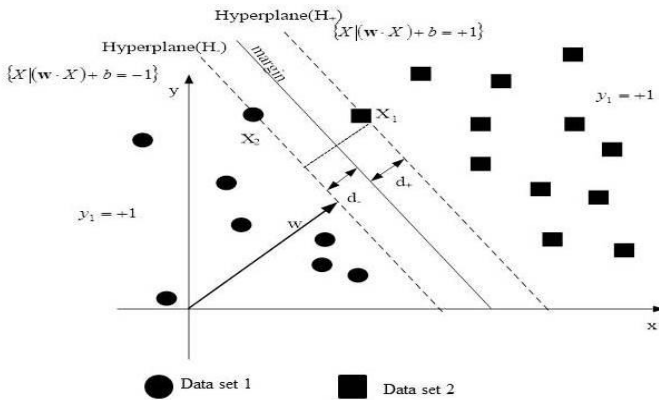 Hyperplane(H₊)
{X|(w · X) + b = +1}
Hyperplane(H₋)
{X|(w · X) + b = −1}
margin
y
y₁ = +1
X₁
X₂
d₊
d₋
y₁ = +1
w
x
Data set 1
Data set 2